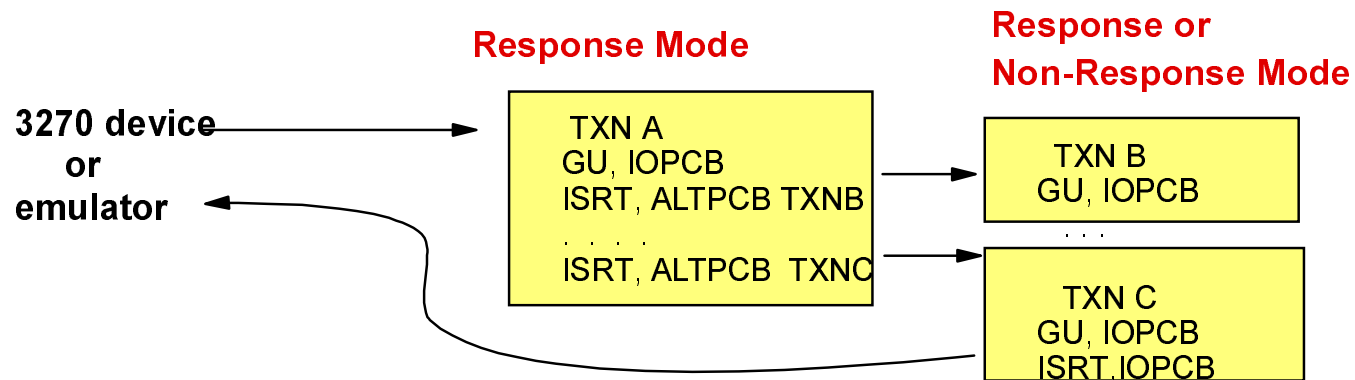 Response Mode
Response or
Non-Response Mode
3270 device
or
emulator
TXN A
GU, IOPCB
ISRT, ALTPCB TXNB
. . . .
ISRT, ALTPCB TXNC
TXN B
GU, IOPCB
. . .
TXN C
GU, IOPCB
ISRT,IOPCB